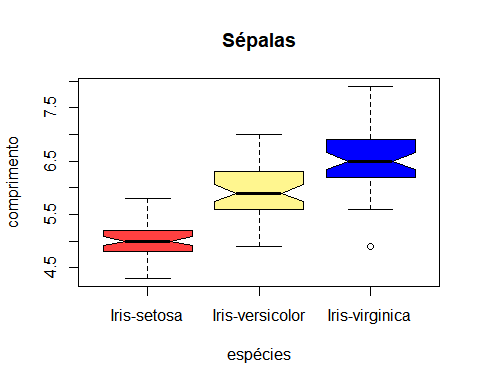 Sépalas
comprimento
7.5
6.5
5.5
4.5
Iris-setosa Iris-versicolor Iris-virginica
espécies